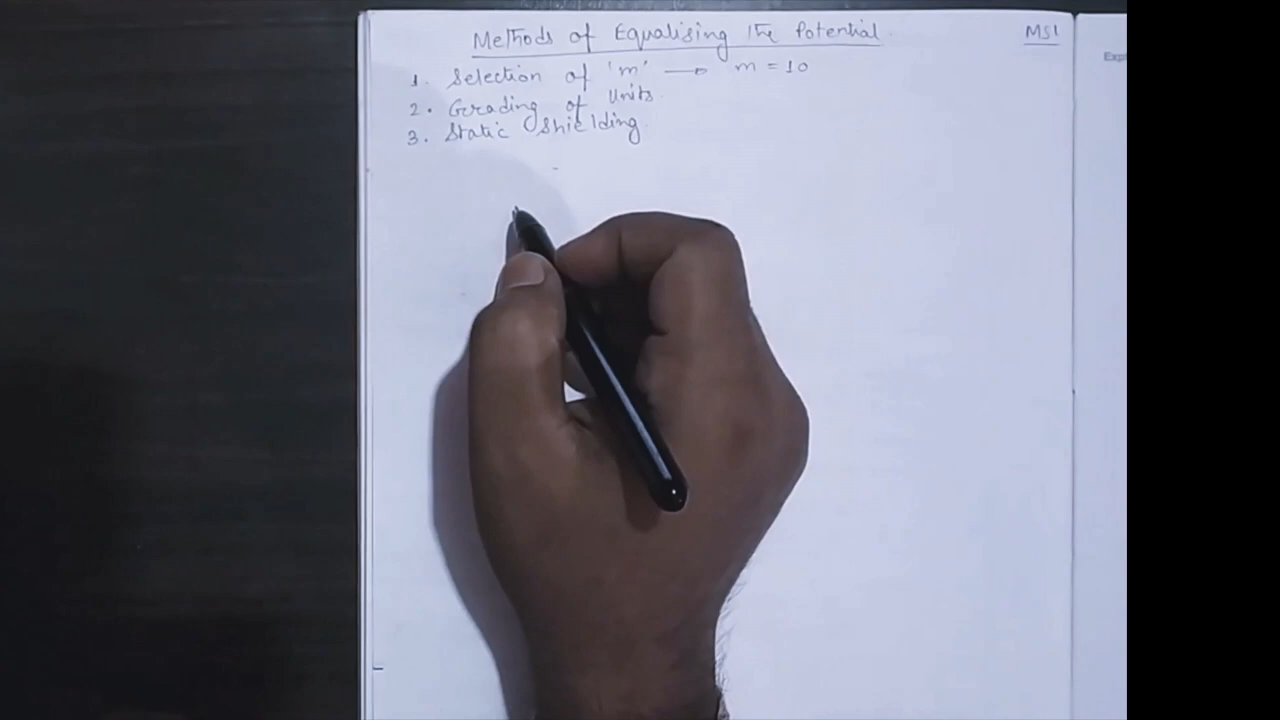 Methods of Equalising the Potential
MS1
1. Selection of 'm' → m = 10
2. Grading of units
3. Static Shielding